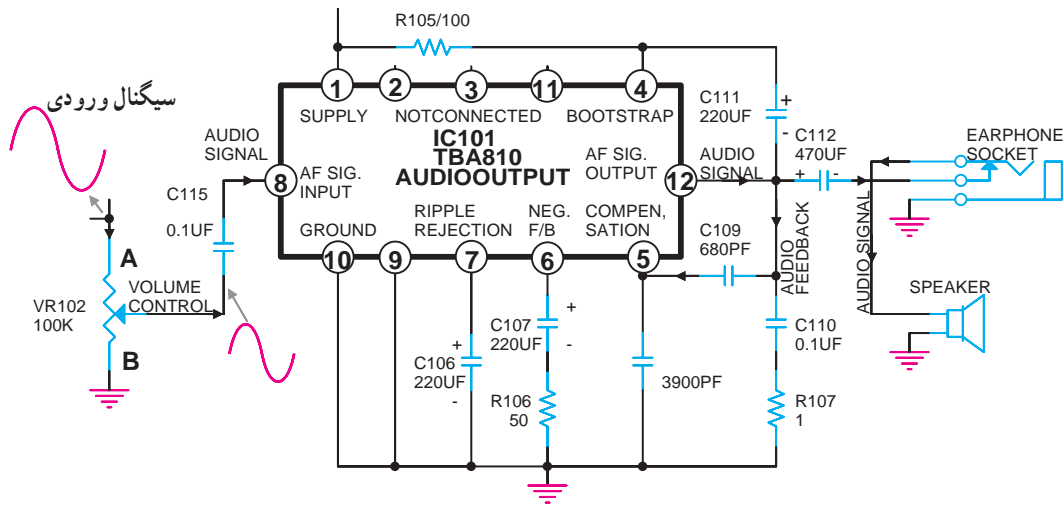 R105/100
سیگنال ورودی
1
2
3
11
4
SUPPLY
NOTCONNECTED
BOOTSTRAP
C111
220UF
+
-
IC101
TBA810
AUDIOOUTPUT
AUDIO
SIGNAL
8
AF SIG.
INPUT
AF SIG.
OUTPUT
12
AUDIO
SIGNAL
C112
470UF
+ -
EARPHONE
SOCKET
C115
0.1UF
GROUND
RIPPLE
REJECTION
NEG.
F/B
COMPEN,
SATION
10
9
7
6
5
C109
680PF
AUDIO
FEEDBACK
AUDIO SIGNAL
A
VOLUME
CONTROL
VR102
100K
B
SPEAKER
+
C106
220UF
-
C107
220UF
+
-
R106
50
3900PF
C110
0.1UF
R107
1